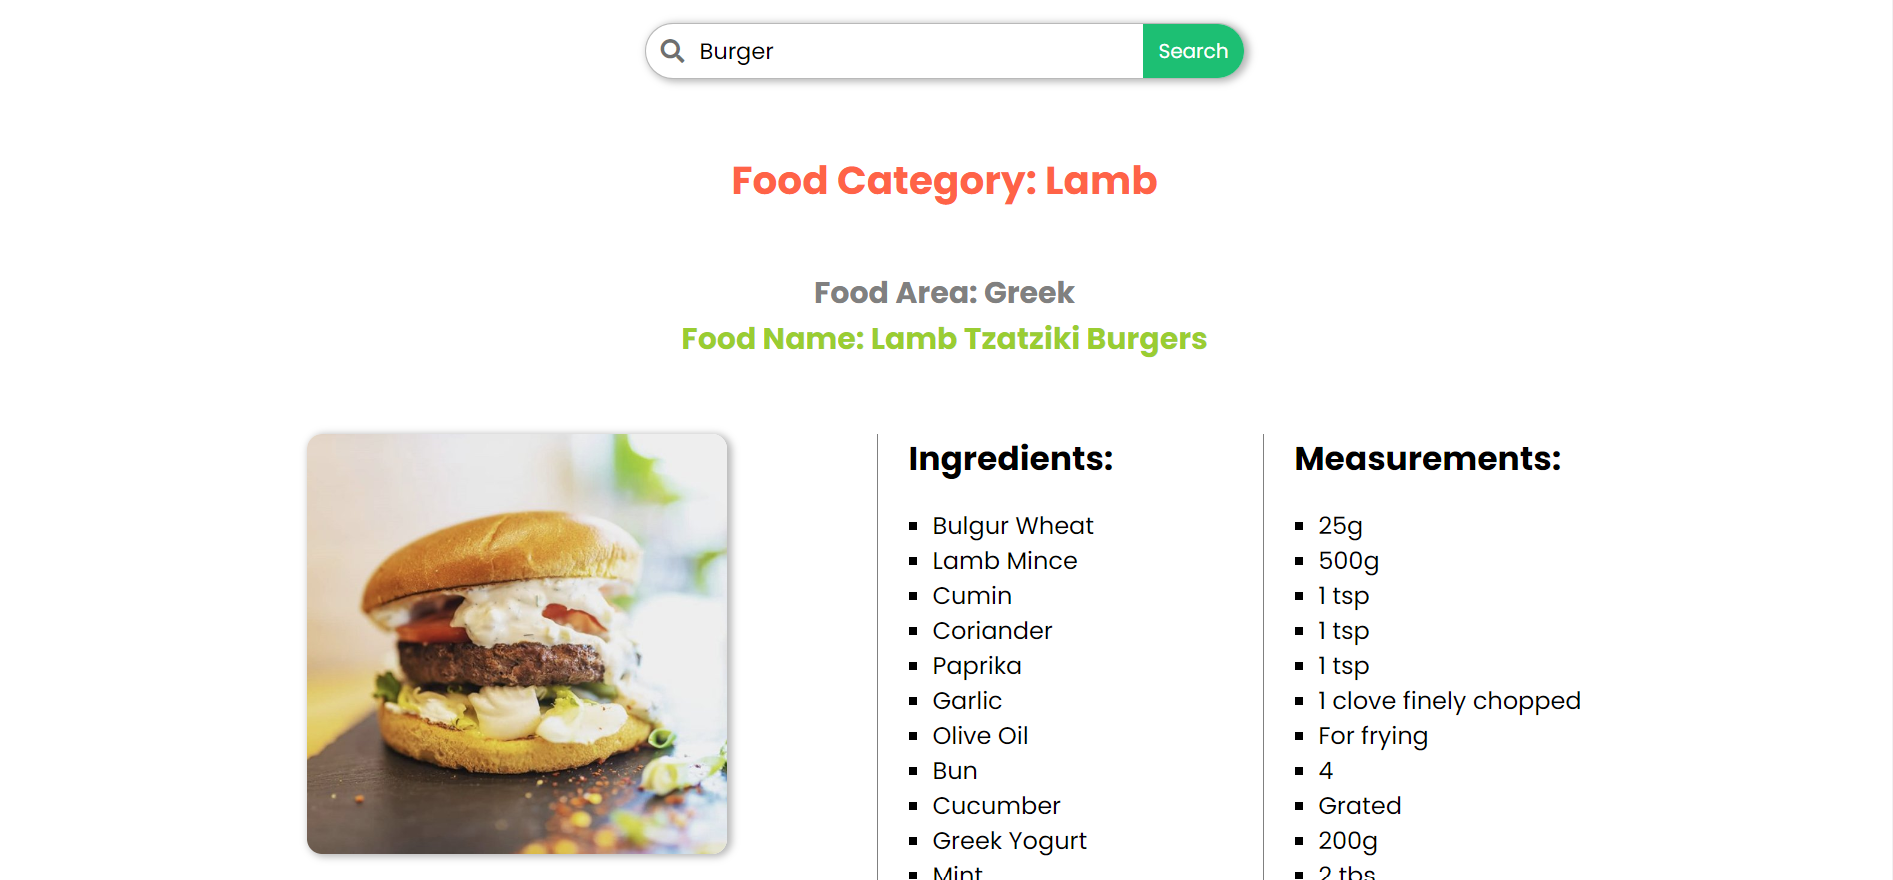 Burger
Search
Food Category: Lamb
Food Area: Greek
Food Name: Lamb Tzatziki Burgers
Ingredients:
Bulgur Wheat
Lamb Mince
Cumin
Coriander
Paprika
Garlic
Olive Oil
Bun
Cucumber
Greek Yogurt
Mint
Measurements:
25g
500g
1 tsp
1 tsp
1 tsp
1 clove finely chopped
For frying
4
Grated
200g
2 tbs